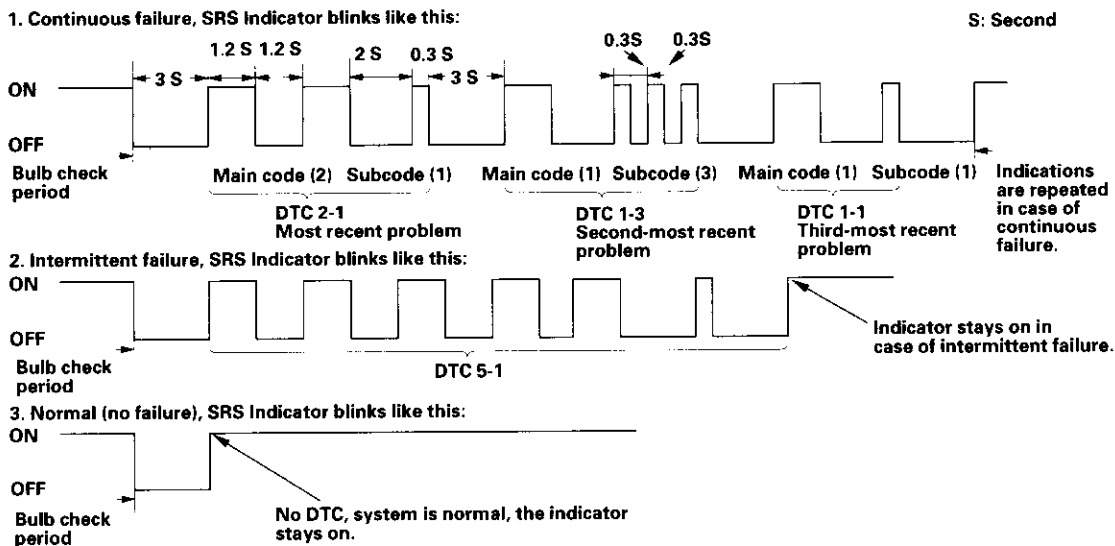 1. Continuous failure, SRS Indicator blinks like this:
S: Second
1.2 S 1.2 S
2 S
0.3 S
0.3S
0.3S
3 S
3 S
ON
OFF
Bulb check
period
Main code (2) Subcode (1)
DTC 2-1
Most recent problem
Main code (1) Subcode (3)
DTC 1-3
Second-most recent
problem
Main code (1) Subcode (1)
DTC 1-1
Third-most recent
problem
Indications
are repeated
in case of
continuous
failure.
2. Intermittent failure, SRS Indicator blinks like this:
ON
OFF
Bulb check
period
DTC 5-1
Indicator stays on in
case of intermittent failure.
3. Normal (no failure), SRS Indicator blinks like this:
ON
OFF
Bulb check
period
No DTC, system is normal, the indicator
stays on.